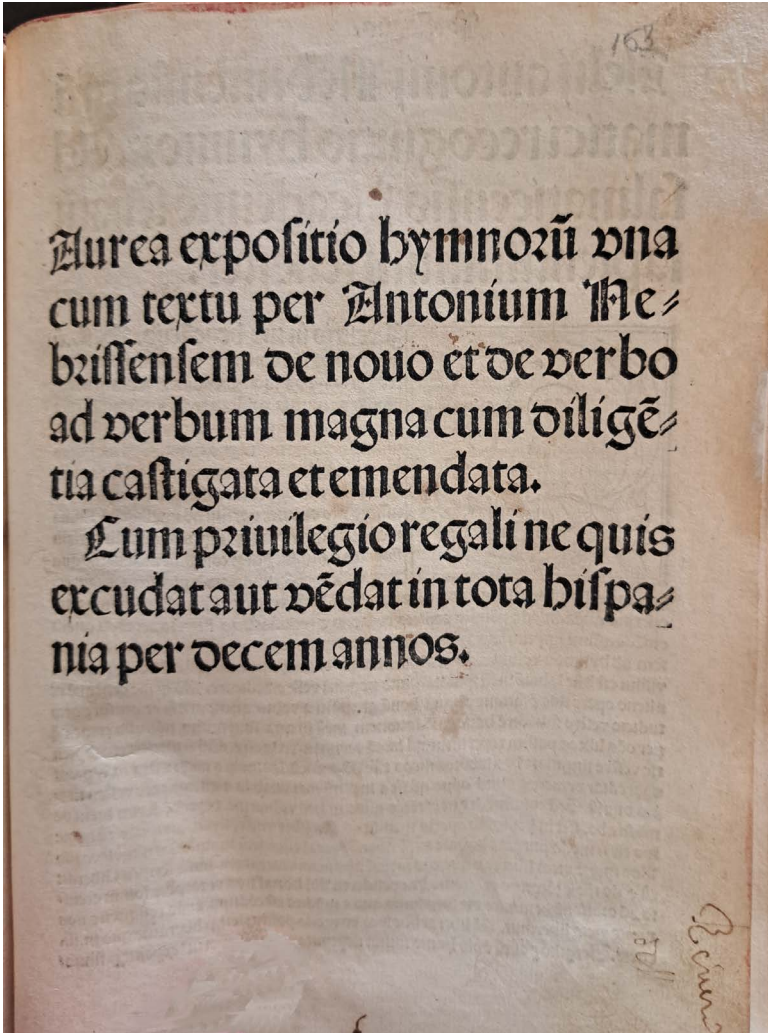 163
Aurea expoſitio hymnorū vna
cum textu per Antonium Ne⸗
briſſenſem de nouo et de verbo
ad verbum magna cum diligē⸗
tia caſtigata et emendata.
Cum priuilegio regali ne quis
excudat aut vēdat in tota hiſpa⸗
nia per decem annos.